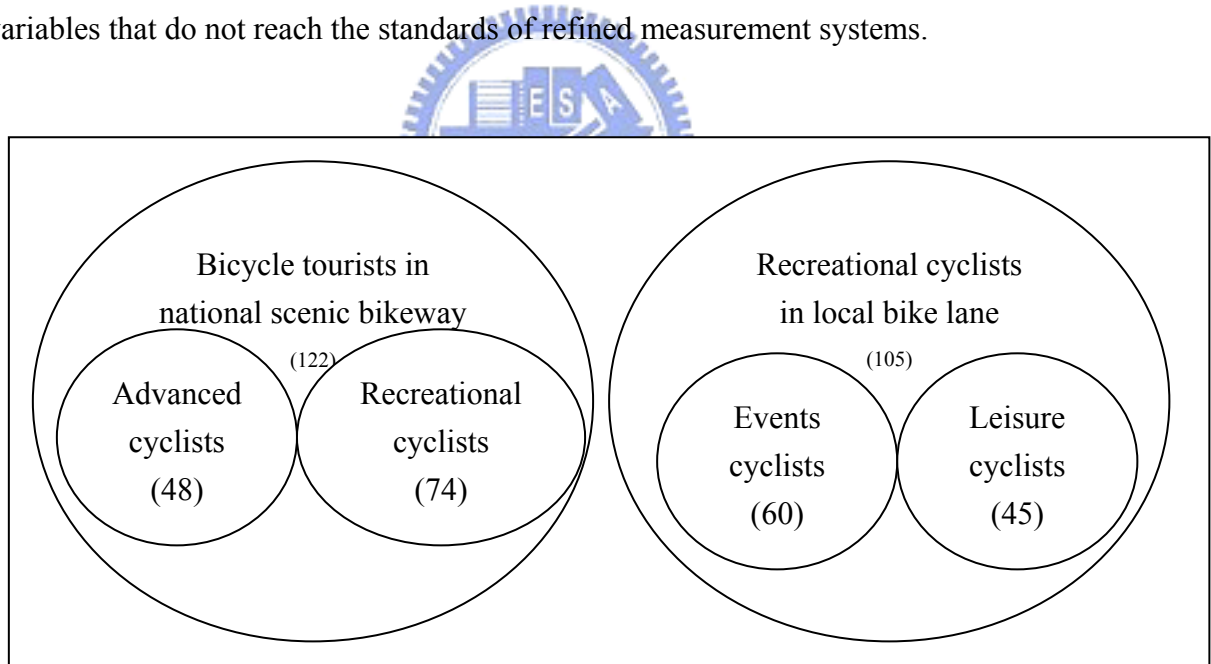 variables that do not reach the standards of refined measurement systems.
E S A
Bicycle tourists in
national scenic bikeway
(122)
Advanced
cyclists
(48)
Recreational
cyclists
(74)
Recreational cyclists
in local bike lane
(105)
Events
cyclists
(60)
Leisure
cyclists
(45)